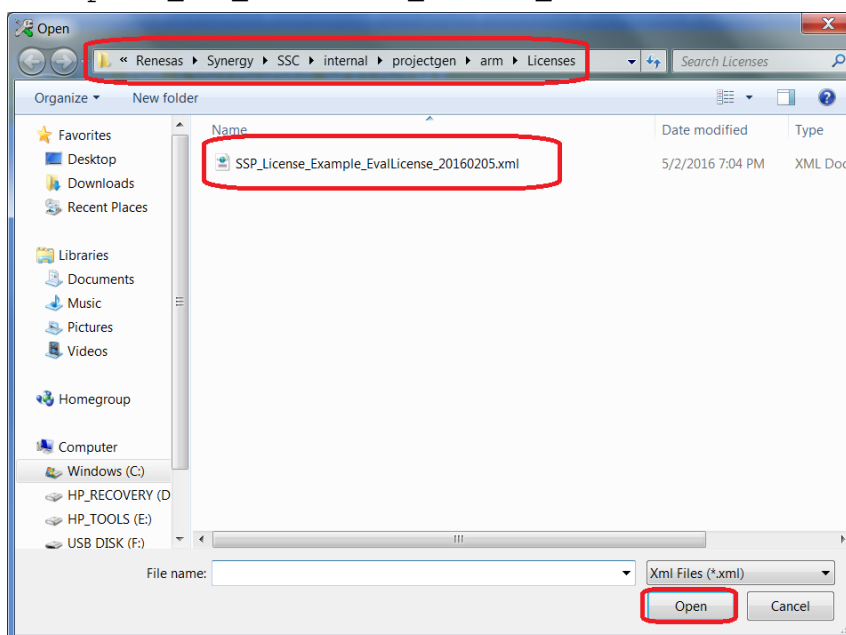 Open
« Renesas ▸ Synergy ▸ SSC ▸ internal ▸ projectgen ▸ arm ▸ Licenses
Search Licenses
Organize New folder
Name Date modified Type
SSP_License_Example_EvalLicense_20160205.xml 5/2/2016 7:04 PM XML Doc
Favorites
Desktop
Downloads
Recent Places
Libraries
Documents
Music
Pictures
Videos
Homegroup
Computer
Windows (C:)
HP_RECOVERY (D
HP_TOOLS (E:)
USB DISK (F:)
File name: Xml Files (*.xml)
Open Cancel